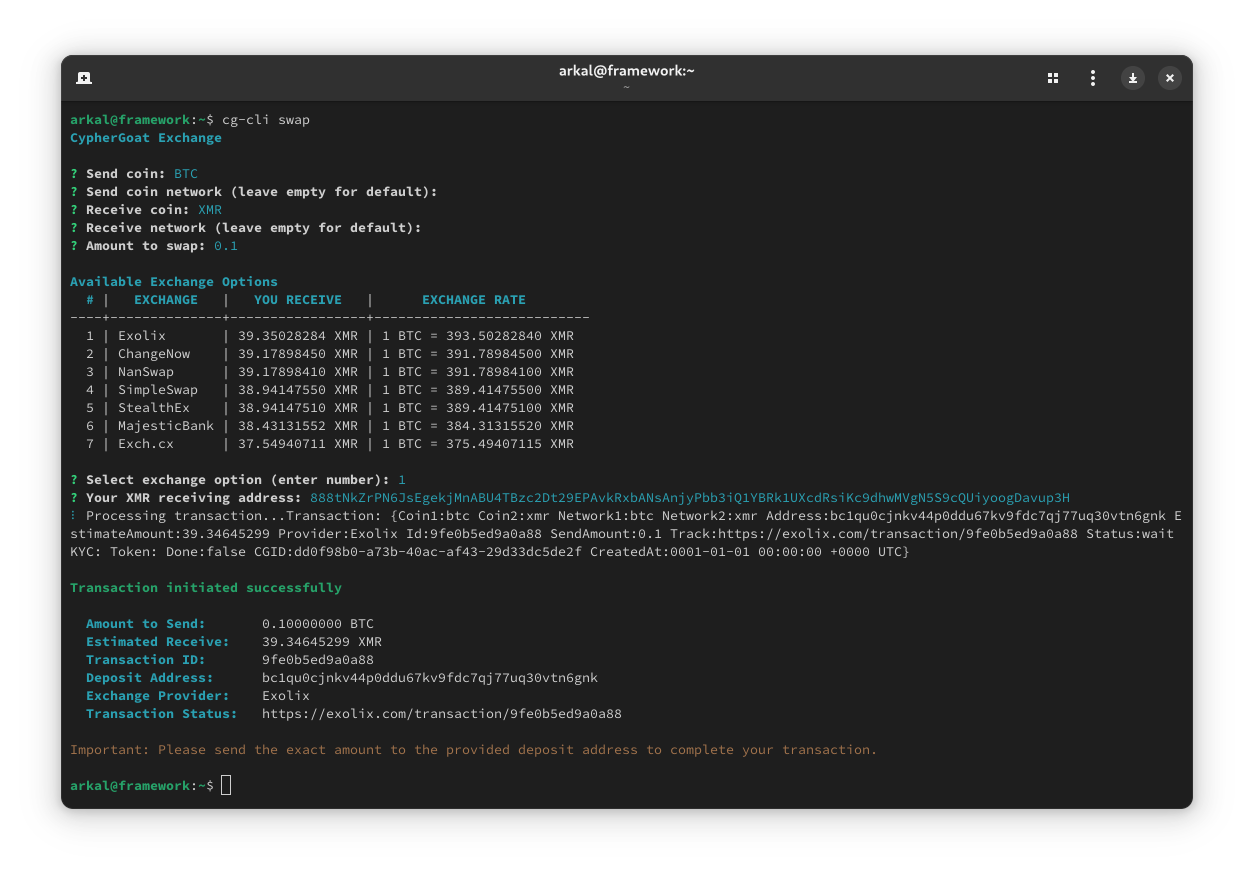 arkal@framework:~
~
arkal@framework:~$ cg-cli swap
CypherGoat Exchange
? Send coin: BTC
? Send coin network (leave empty for default):
? Receive coin: XMR
? Receive network (leave empty for default):
? Amount to swap: 0.1
Available Exchange Options
  # |   EXCHANGE   |   YOU RECEIVE   |      EXCHANGE RATE
----+--------------+-----------------+---------------------------
  1 | Exolix       | 39.35028284 XMR | 1 BTC = 393.50282840 XMR
  2 | ChangeNow    | 39.17898450 XMR | 1 BTC = 391.78984500 XMR
  3 | NanSwap      | 39.17898410 XMR | 1 BTC = 391.78984100 XMR
  4 | SimpleSwap   | 38.94147550 XMR | 1 BTC = 389.41475500 XMR
  5 | StealthEx    | 38.94147510 XMR | 1 BTC = 389.41475100 XMR
  6 | MajesticBank | 38.43131552 XMR | 1 BTC = 384.31315520 XMR
  7 | Exch.cx      | 37.54940711 XMR | 1 BTC = 375.49407115 XMR
? Select exchange option (enter number): 1
? Your XMR receiving address: 888tNkZrPN6JsEgekjMnABU4TBzc2Dt29EPAvkRxbANsAnjyPbb3iQ1YBRk1UXcdRsiKc9dhwMVgN5S9cQUiyoogDavup3H
⠇ Processing transaction...Transaction: {Coin1:btc Coin2:xmr Network1:btc Network2:xmr Address:bc1qu0cjnkv44p0ddu67kv9fdc7qj77uq30vtn6gnk E
stimateAmount:39.34645299 Provider:Exolix Id:9fe0b5ed9a0a88 SendAmount:0.1 Track:https://exolix.com/transaction/9fe0b5ed9a0a88 Status:wait
KYC: Token: Done:false CGID:dd0f98b0-a73b-40ac-af43-29d33dc5de2f CreatedAt:0001-01-01 00:00:00 +0000 UTC}
Transaction initiated successfully
Amount to Send: 0.10000000 BTC
Estimated Receive: 39.34645299 XMR
Transaction ID: 9fe0b5ed9a0a88
Deposit Address: bc1qu0cjnkv44p0ddu67kv9fdc7qj77uq30vtn6gnk
Exchange Provider: Exolix
Transaction Status: https://exolix.com/transaction/9fe0b5ed9a0a88
Important: Please send the exact amount to the provided deposit address to complete your transaction.
arkal@framework:~$